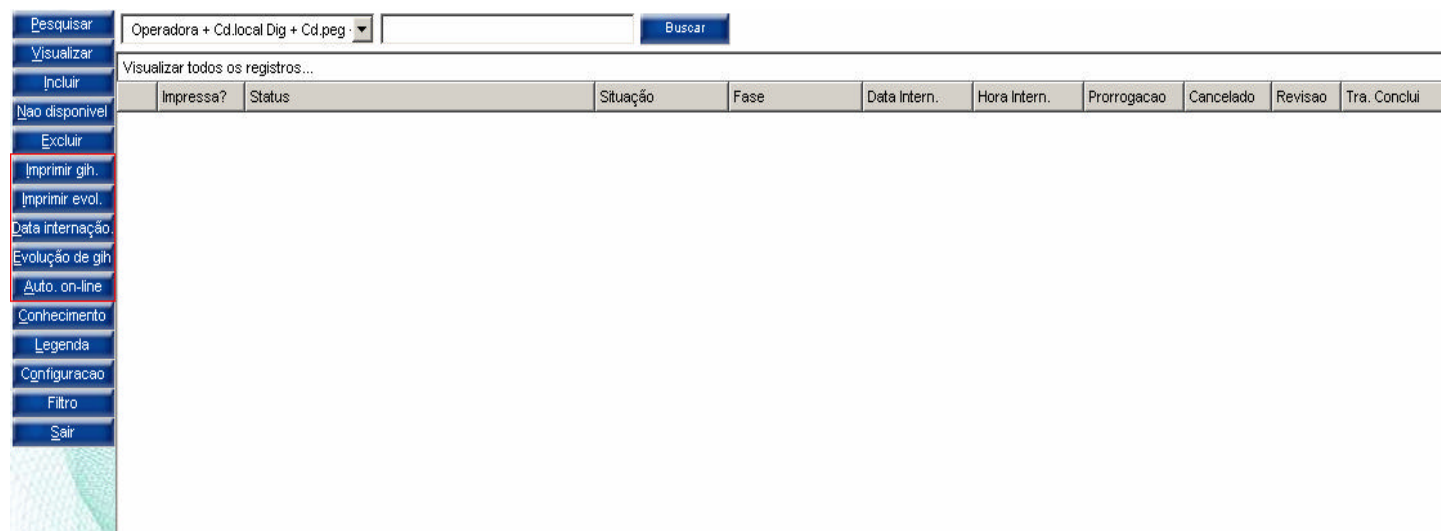 Pesquisar
Visualizar
Incluir
Nao disponivel
Excluir
Imprimir gih.
Imprimir evol.
Data internação.
Evolução de gih
Auto. on-line
Conhecimento
Legenda
Configuracao
Filtro
Sair
Operadora + Cd.local Dig + Cd.peg - Buscar
Visualizar todos os registros...
Impressa? Status Situação Fase Data Intern. Hora Intern. Prorrogacao Cancelado Revisao Tra. Conclui